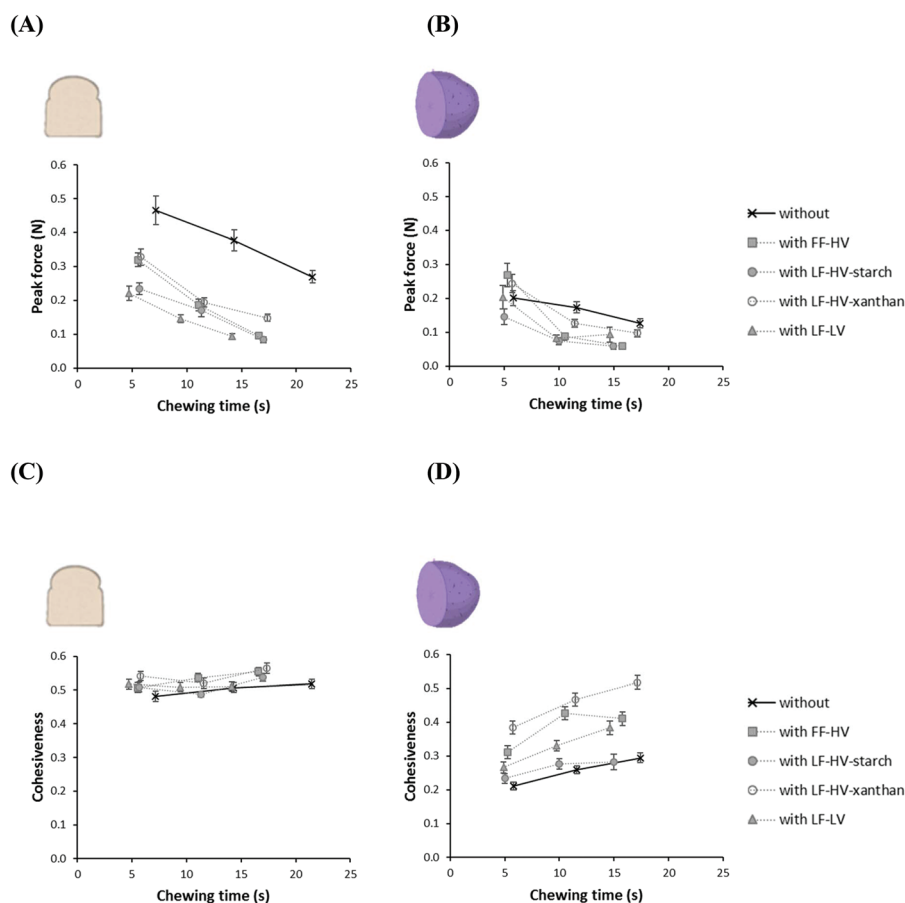 (A)
0.6
0.5
0.4
0.3
0.2
0.1
0.0
Peak force (N)
0 5 10 15 20 25
Chewing time (s)
(B)
0.6
0.5
0.4
0.3
0.2
0.1
0.0
Peak force (N)
0 5 10 15 20 25
Chewing time (s)
without
with FF-HV
with LF-HV-starch
with LF-HV-xanthan
with LF-LV
(C)
0.6
0.5
0.4
0.3
0.2
0.1
0.0
Cohesiveness
0 5 10 15 20 25
Chewing time (s)
(D)
0.6
0.5
0.4
0.3
0.2
0.1
0.0
Cohesiveness
0 5 10 15 20 25
Chewing time (s)
without
with FF-HV
with LF-HV-starch
with LF-HV-xanthan
with LF-LV